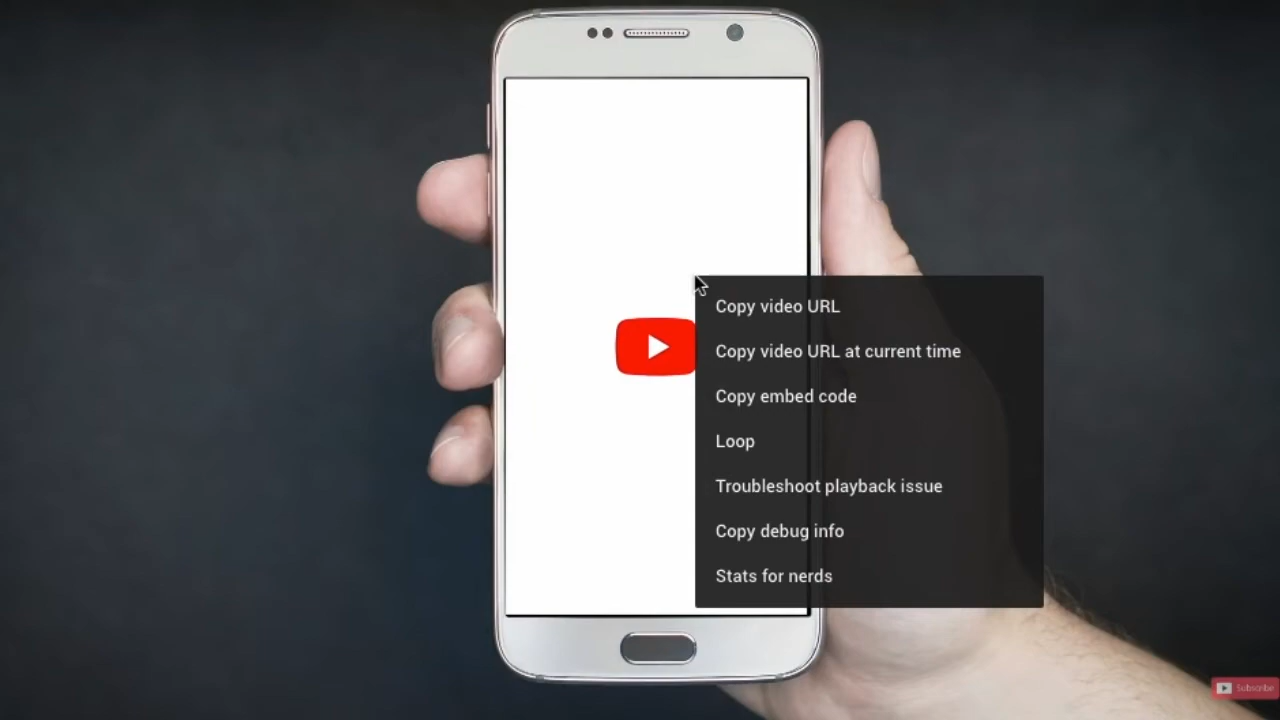 Copy video URL
Copy video URL at current time
Copy embed code
Loop
Troubleshoot playback issue
Copy debug info
Stats for nerds
Subscribe